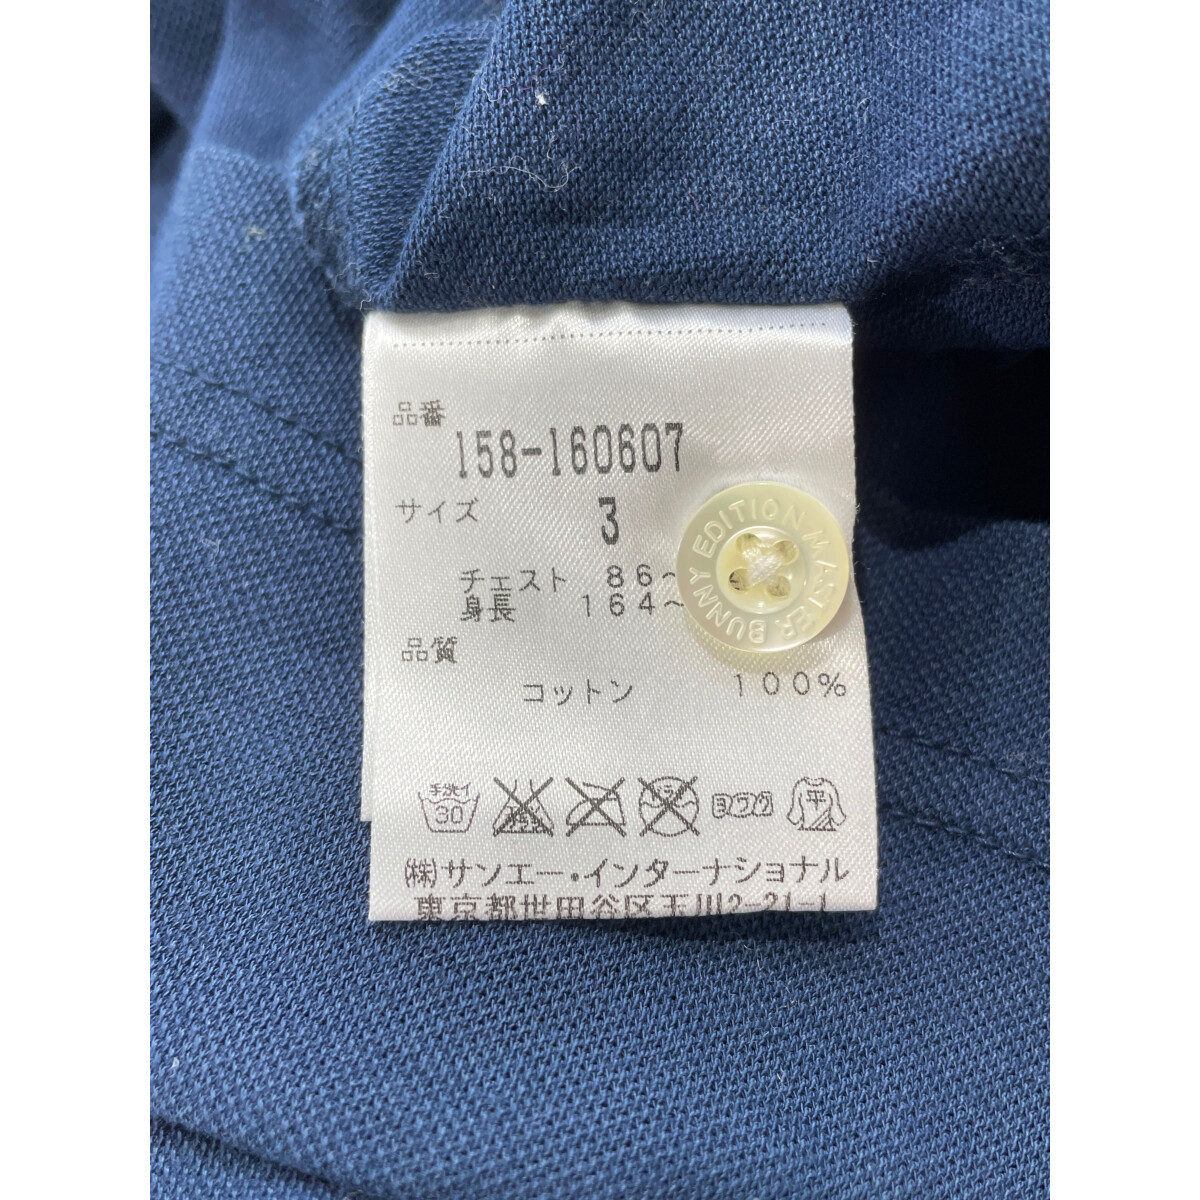 品番
158-160607
サイズ 3
チェスト 86~
身長 164~
MASTER BUNNY EDITION
品質
コットン 100%
手洗イ
30
ヨワク
平
㈱サンエー・インターナショナル
東京都世田谷区玉川2-21-1